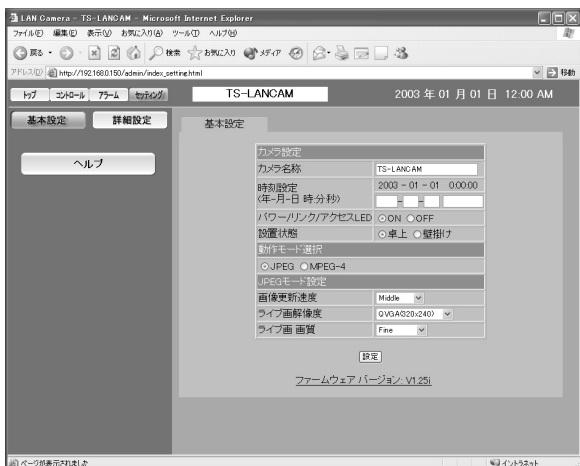 LAN Camera - TS-LANCAM - Microsoft Internet Explorer
ファイル(F) 編集(E) 表示(V) お気に入り(A) ツール(T) ヘルプ(H)
戻る 検索 お気に入り メディア
アドレス(D) http://192.168.0.150/admin/index_setting.html 移動
トップ コントロール アラーム セッティング TS-LANCAM 2003 年 01 月 01 日 12:00 AM
基本設定 詳細設定
ヘルプ
基本設定
カメラ設定
カメラ名称 TS-LANCAM
時刻設定 2003 - 01 - 01 0:00:00
(年-月-日 時:分:秒) - -
パワー/リンク/アクセスLED ON OFF
設置状態 卓上 壁掛け
動作モード選択
JPEG MPEG-4
JPEGモード設定
画像更新速度 Middle
ライブ画解像度 QVGA(320x240)
ライブ画 画質 Fine
設定
ファームウェア バージョン: V1.25i
ページが表示されました イントラネット